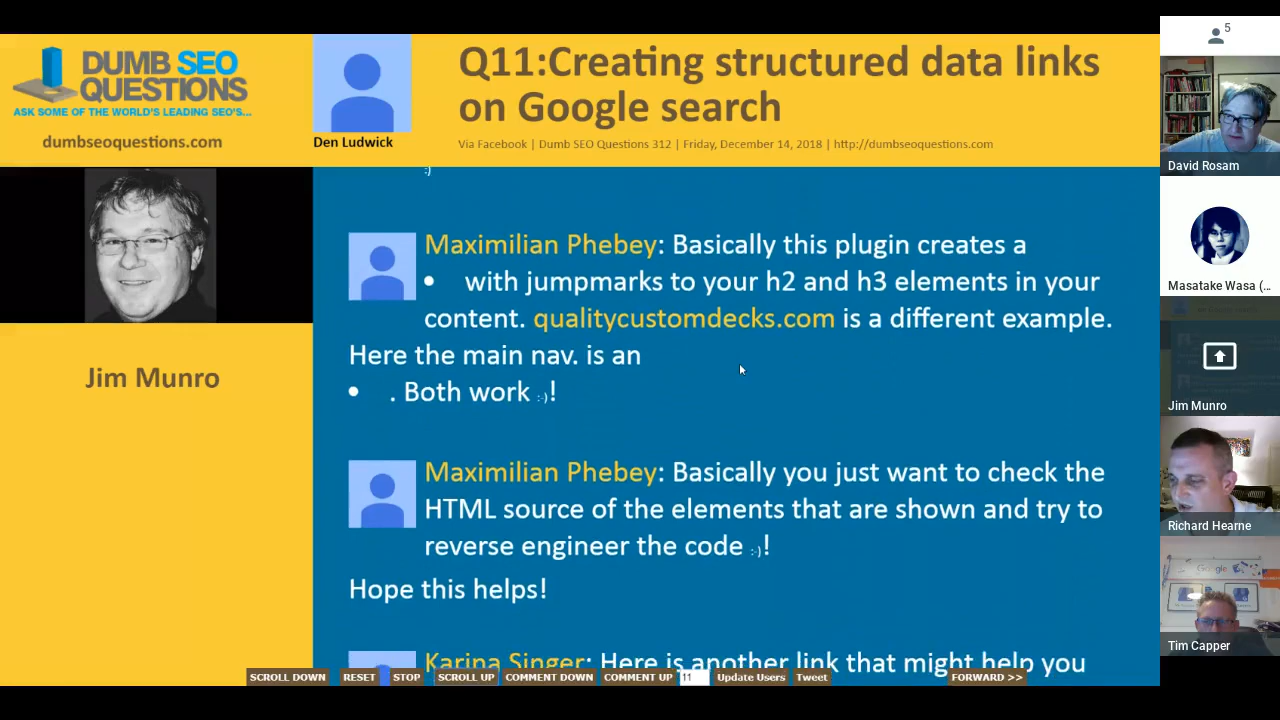 DUMB SEO
QUESTIONS
ASK SOME OF THE WORLD'S LEADING SEO'S...
dumbseoquestions.com
Den Ludwick
Q11:Creating structured data links
on Google search
Via Facebook | Dumb SEO Questions 312 | Friday, December 14, 2018 | http://dumbseoquestions.com
Jim Munro
:)
Maximilian Phebey: Basically this plugin creates a
• with jumpmarks to your h2 and h3 elements in your
content. qualitycustomdecks.com is a different example.
Here the main nav. is an
• . Both work :-)!
Maximilian Phebey: Basically you just want to check the
HTML source of the elements that are shown and try to
reverse engineer the code :-)!
Hope this helps!
Karina Singer: Here is another link that might help you
SCROLL DOWN RESET STOP SCROLL UP COMMENT DOWN COMMENT UP 11 Update Users Tweet FORWARD >>
5
David Rosam
Masatake Wasa (...
Jim Munro
Richard Hearne
Google
Tim Capper